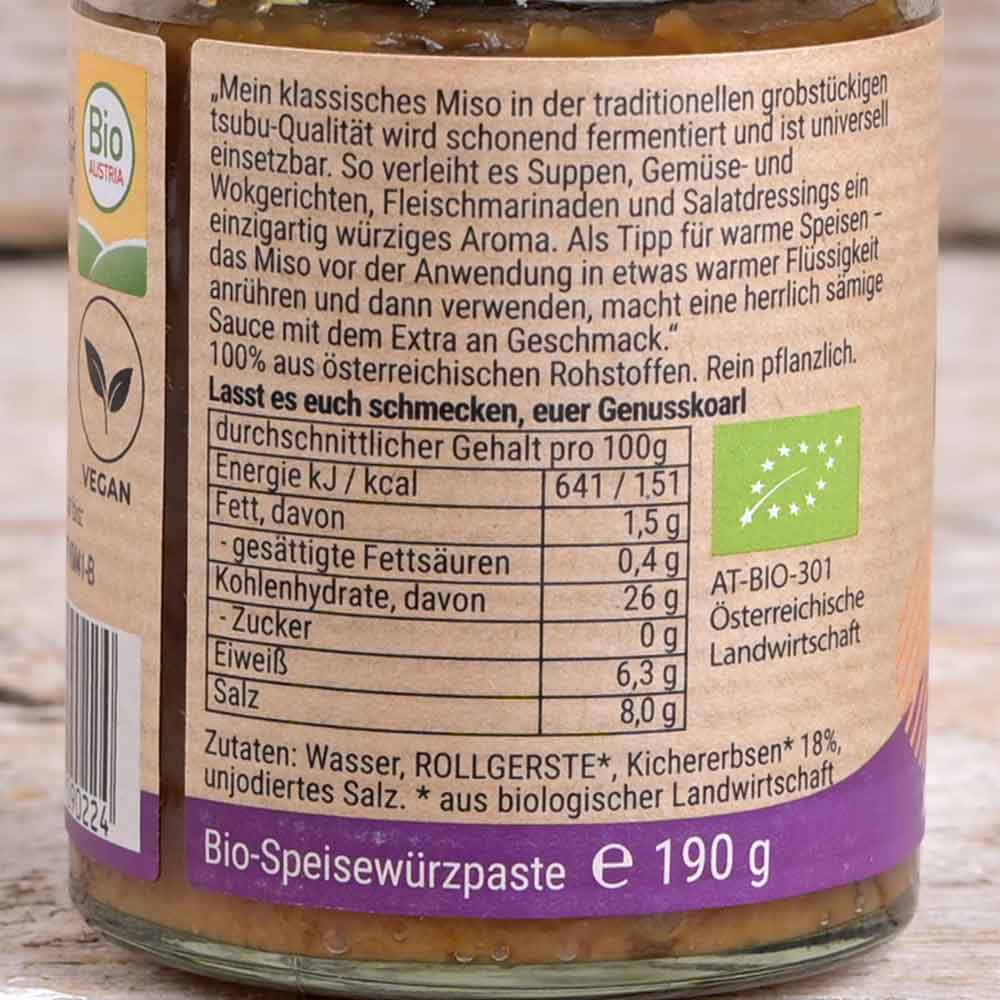 Bio
AUSTRIA
VEGAN
90224
„Mein klassisches Miso in der traditionellen grobstückigen
tsubu-Qualität wird schonend fermentiert und ist universell
einsetzbar. So verleiht es Suppen, Gemüse- und
Wokgerichten, Fleischmarinaden und Salatdressings ein
einzigartig würziges Aroma. Als Tipp für warme Speisen -
das Miso vor der Anwendung in etwas warmer Flüssigkeit
anrühren und dann verwenden, macht eine herrlich sämige
Sauce mit dem Extra an Geschmack.“
100% aus österreichischen Rohstoffen. Rein pflanzlich.
Lasst es euch schmecken, euer Genusskoarl
durchschnittlicher Gehalt pro 100g
Energie kJ / kcal 641 / 1,51
Fett, davon 1,5 g
- gesättigte Fettsäuren 0,4 g
Kohlenhydrate, davon 26 g
- Zucker 0 g
Eiweiß 6,3 g
Salz 8,0 g
AT-BIO-301
Österreichische
Landwirtschaft
Zutaten: Wasser, ROLLGERSTE*, Kichererbsen* 18%,
unjodiertes Salz. * aus biologischer Landwirtschaft
Bio-Speisewürzpaste e 190 g